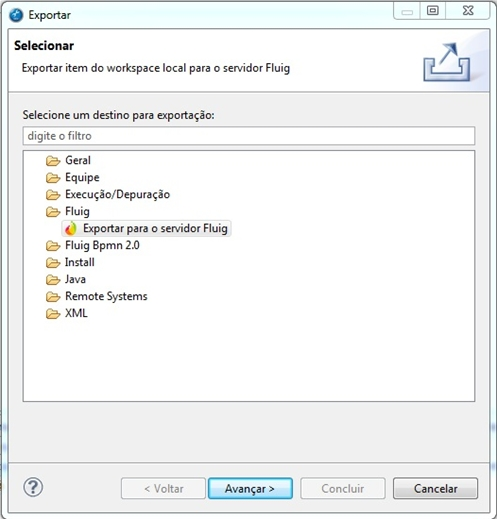 Exportar
Selecionar
Exportar item do workspace local para o servidor Fluig
Selecione um destino para exportação:
digite o filtro
Geral
Equipe
Execução/Depuração
Fluig
Exportar para o servidor Fluig
Fluig Bpmn 2.0
Install
Java
Remote Systems
XML
?
< Voltar
Avançar >
Concluir
Cancelar